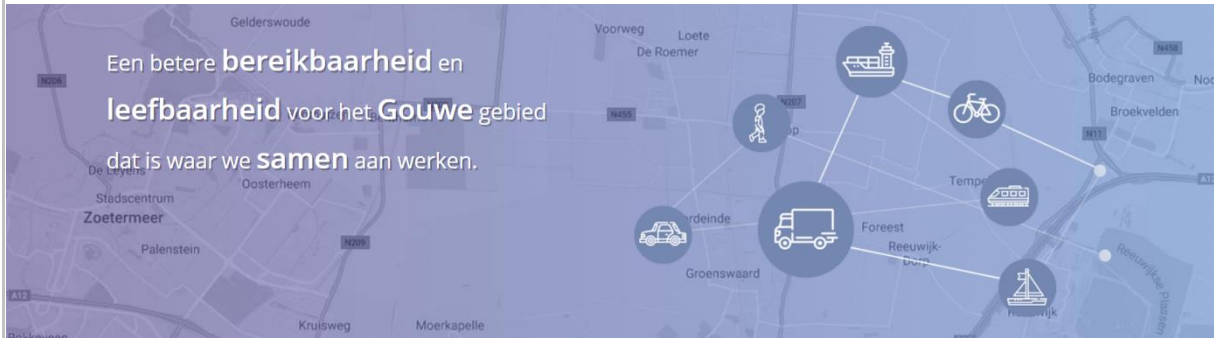 Een betere bereikbaarheid en
leefbaarheid voor het Gouwe gebied
dat is waar we samen aan werken.
Gelderswoude
N206
De Leyens
Stadscentrum
Zoetermeer
Oosterheem
Palenstein
N209
A12
Kruisweg
Moerkapelle
Voorweg
Loete
De Roemer
N455
N207
Groenswaard
Foreest
Reeuwijk-
Dorp
N458
Bodegraven
Broekvelden
N11
Reeuwijkse Plassen